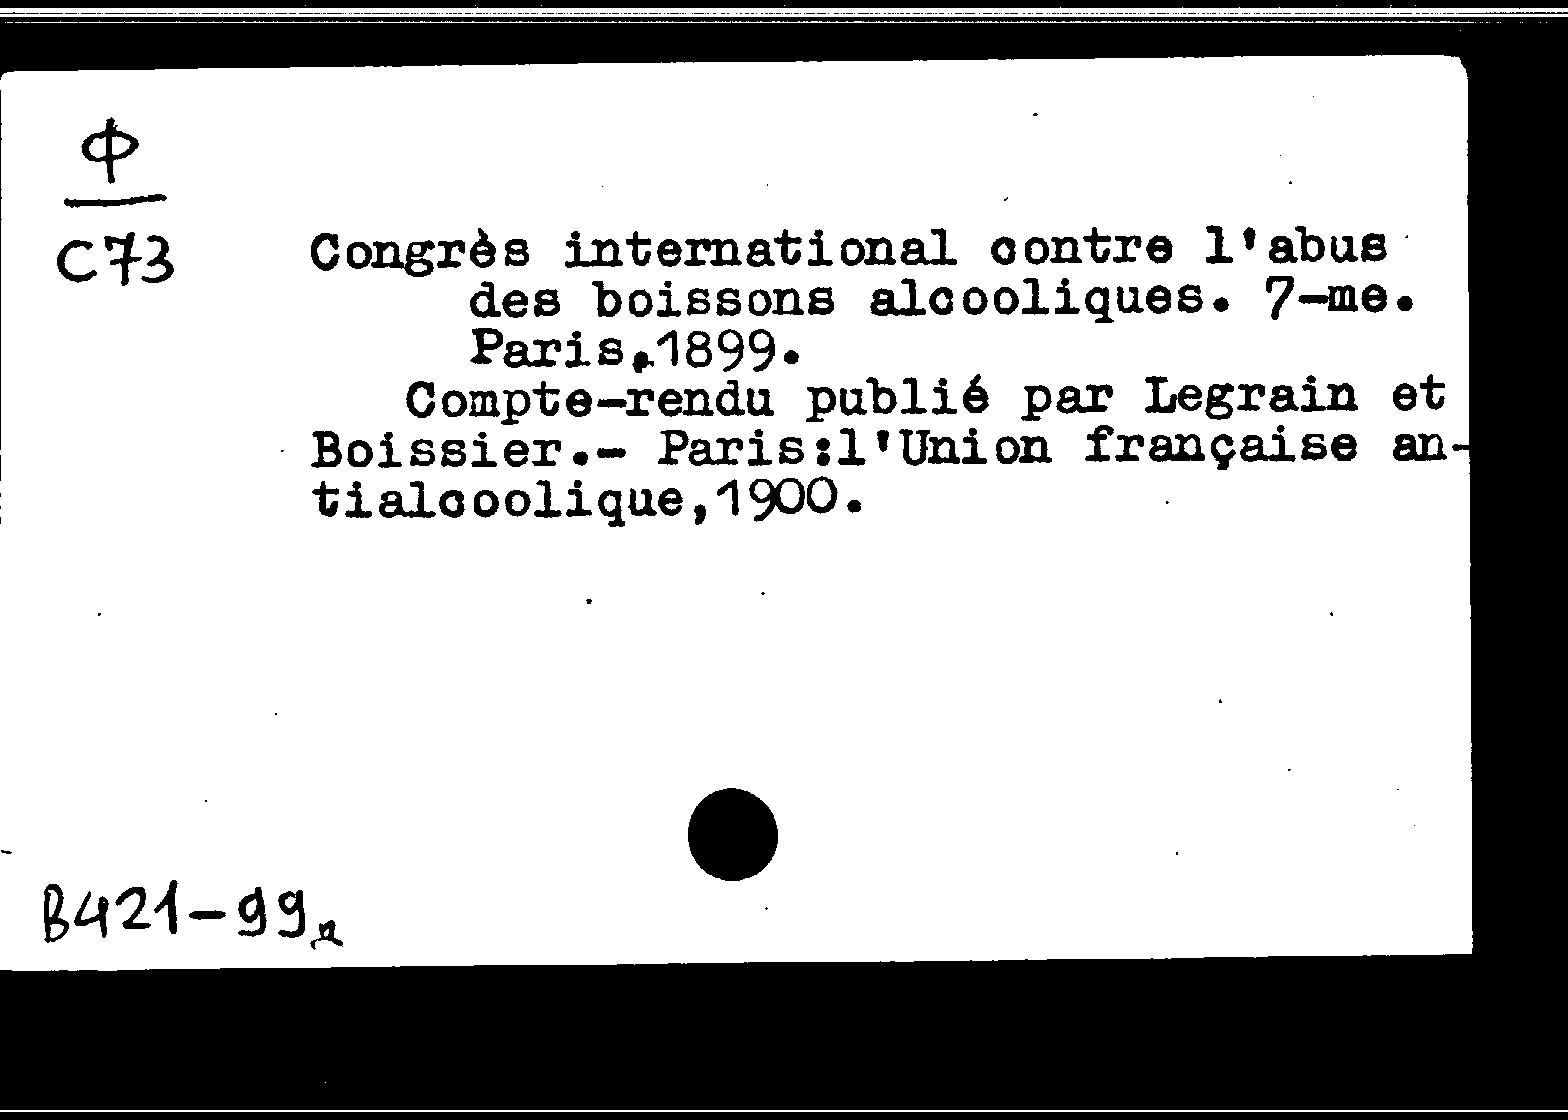 Ф
C73
Congrès international contre l'abus
des boissons alcooliques. 7-me.
Paris,1899.
Compte-rendu publié par Legrain et
Boissier.- Paris:l'Union française an-
tialcoolique,1900.
B421-99